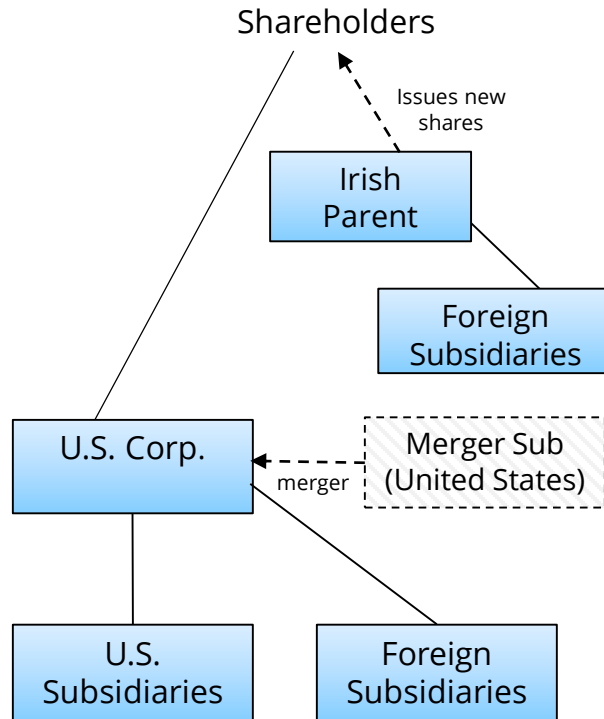 Shareholders
Issues new
shares
Irish
Parent
Foreign
Subsidiaries
U.S. Corp.
Merger Sub
(United States)
merger
U.S.
Subsidiaries
Foreign
Subsidiaries